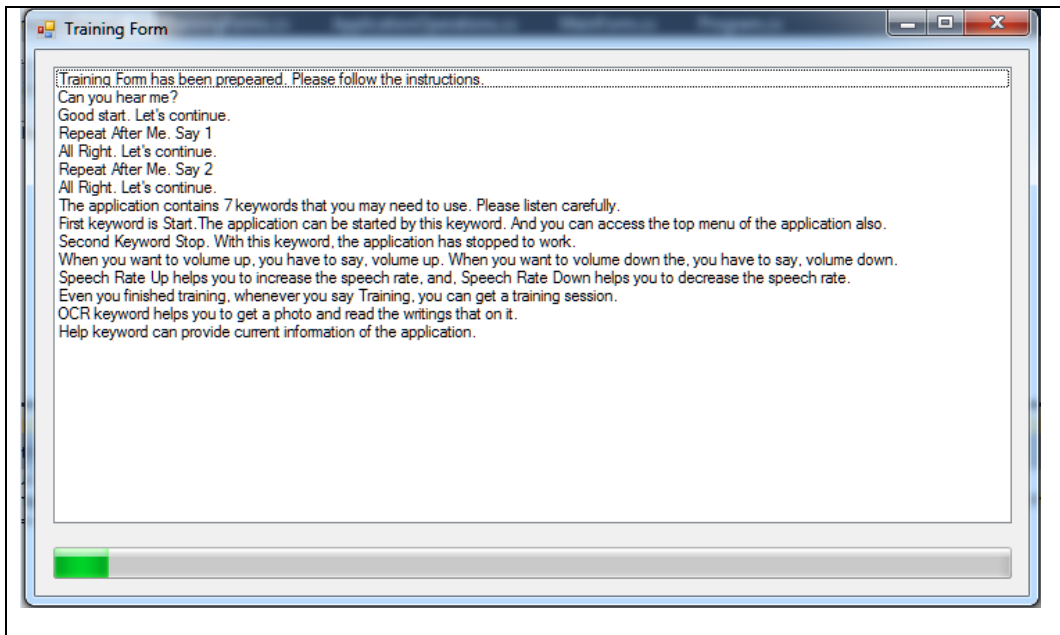 Training Form
Training Form has been prepeared. Please follow the instructions.
Can you hear me?
Good start. Let's continue.
Repeat After Me. Say 1
All Right. Let's continue.
Repeat After Me. Say 2
All Right. Let's continue.
The application contains 7 keywords that you may need to use. Please listen carefully.
First keyword is Start.The application can be started by this keyword. And you can access the top menu of the application also.
Second Keyword Stop. With this keyword, the application has stopped to work.
When you want to volume up, you have to say, volume up. When you want to volume down the, you have to say, volume down.
Speech Rate Up helps you to increase the speech rate, and, Speech Rate Down helps you to decrease the speech rate.
Even you finished training, whenever you say Training, you can get a training session.
OCR keyword helps you to get a photo and read the writings that on it.
Help keyword can provide current information of the application.